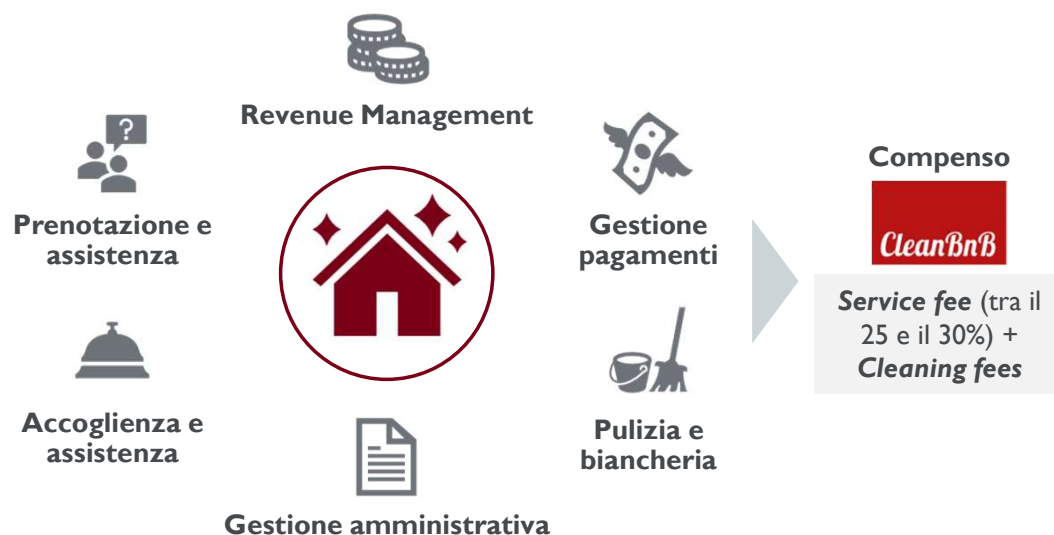 Revenue Management
?
Prenotazione e
assistenza
Gestione
pagamenti
Accoglienza e
assistenza
Pulizia e
biancheria
Gestione amministrativa
Compenso
CleanBnB
Service fee (tra il
25 e il 30%) +
Cleaning fees